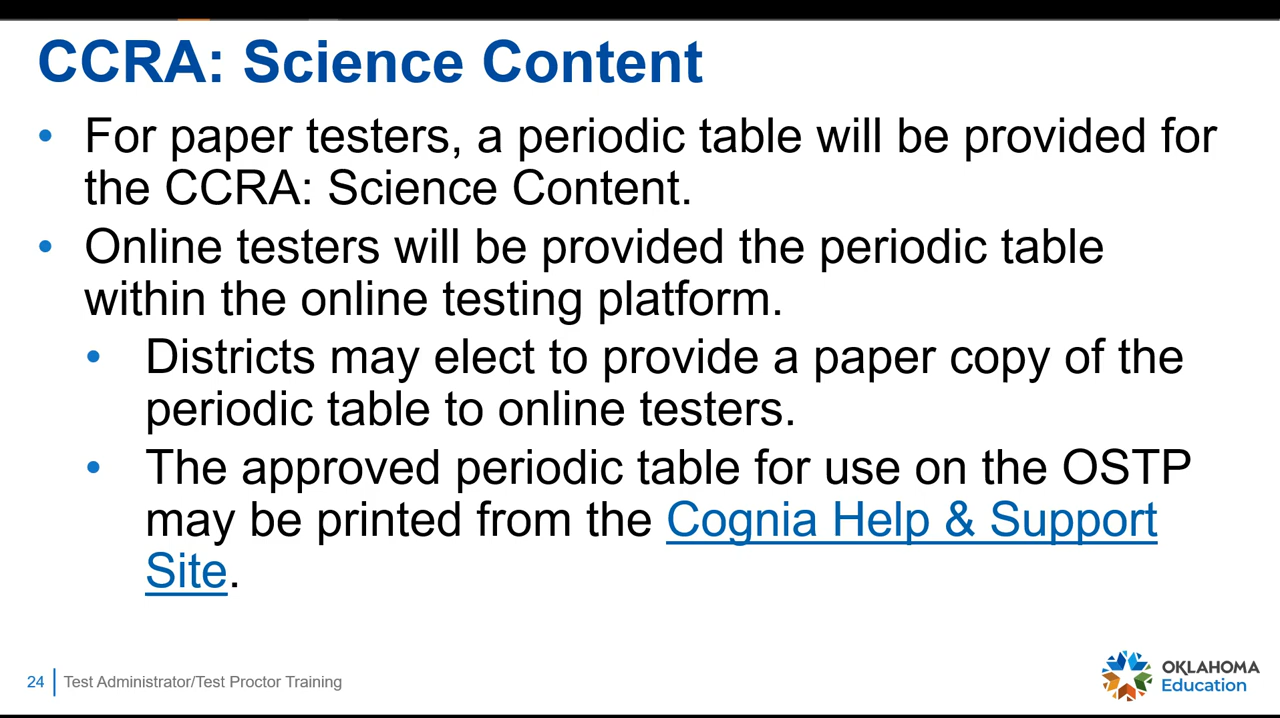 CCRA: Science Content
• For paper testers, a periodic table will be provided for
the CCRA: Science Content.
• Online testers will be provided the periodic table
within the online testing platform.
• Districts may elect to provide a paper copy of the
periodic table to online testers.
• The approved periodic table for use on the OSTP
may be printed from the Cognia Help & Support
Site.
24 Test Administrator/Test Proctor Training
OKLAHOMA
Education